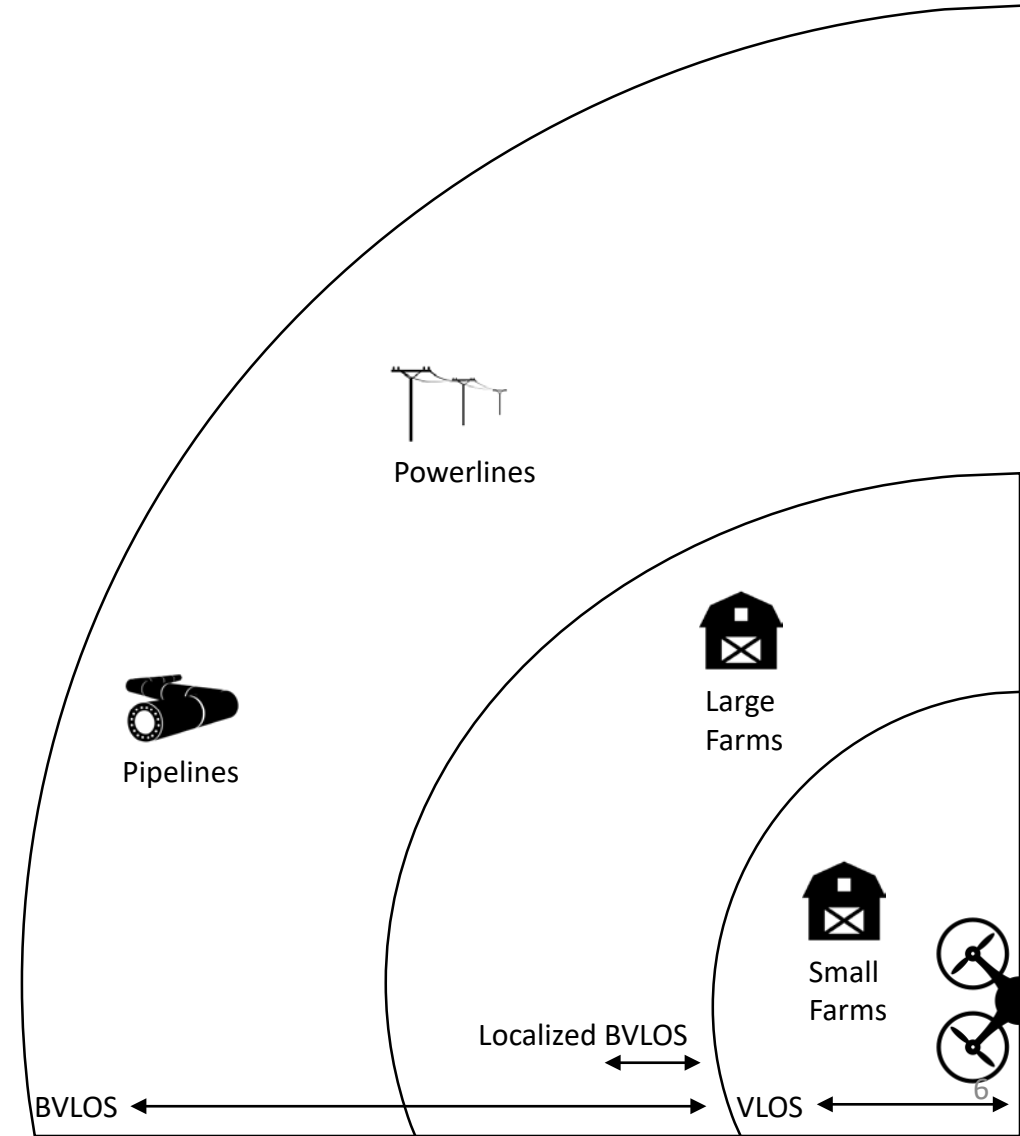 Powerlines
Large
Farms
Pipelines
Small
Farms
Localized BVLOS
6
BVLOS
VLOS